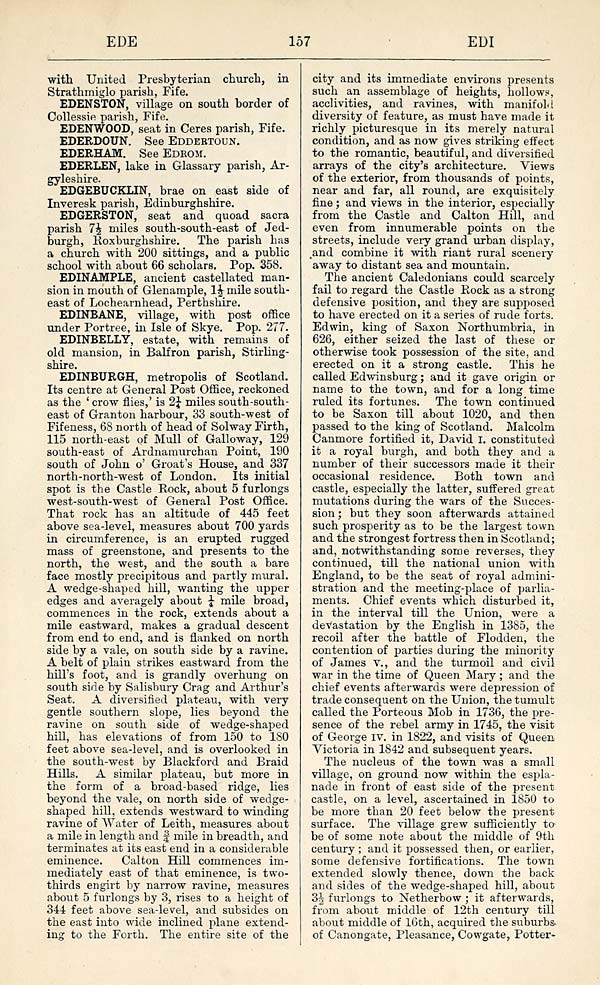 EDE 157 EDI
with United Presbyterian church, in
Strathmiglo parish, Fife.
EDENSTON, village on south border of
Collessie parish, Fife.
EDENWOOD, seat in Ceres parish, Fife.
EDERDOUN. See EDDERTOUN.
EDERHAM. See EDROM.
EDERLEN, lake in Glassary parish, Ar-
gyleshire.
EDGEBUCKLIN, brae on east side of
Inveresk parish, Edinburghshire.
EDGERSTON, seat and quoad sacra
parish 7½ miles south-south-east of Jed-
burgh, Roxburghshire. The parish has
a church with 200 sittings, and a public
school with about 66 scholars. Pop. 358.
EDINAMPLE, ancient castellated man-
sion in mouth of Glenample, 1½ mile south-
east of Lochearnhead, Perthshire.
EDINBANE, village, with post office
under Portree, in Isle of Skye. Pop. 277.
EDINBELLY, estate, with remains of
old mansion, in Balfron parish, Stirling-
shire.
EDINBURGH, metropolis of Scotland.
Its centre at General Post Office, reckoned
as the ‘crow flies,’ is 2¼ miles south-south-
east of Granton harbour, 33 south-west of
Fifeness, 68 north of head of Solway Firth,
115 north-east of Mull of Galloway, 129
south-east of Ardnamurchan Point, 190
south of John o’ Groat’s House, and 337
north-north-west of London. Its initial
spot is the Castle Rock, about 5 furlongs
west-south-west of General Post Office.
That rock has an altitude of 445 feet
above sea-level, measures about 700 yards
in circumference, is an erupted rugged
mass of greenstone, and presents to the
north, the west, and the south a bare
face mostly precipitous and partly mural.
A wedge-shaped hill, wanting the upper
edges and averagely about ¼ mile broad,
commences in the rock, extends about a
mile eastward, makes a gradual descent
from end to end, and is flanked on north
side by a vale, on south side by a ravine.
A belt of plain strikes eastward from the
hill’s foot, and is grandly overhung on
south side by Salisbury Crag and Arthur’s
Seat. A diversified plateau, with very
gentle southern slope, lies beyond the
ravine on south side of wedge-shaped
hill, has elevations of from 150 to 180
feet above sea-level, and is overlooked in
the south-west by Blackford and Braid
Hills. A similar plateau, but more in
the form of a broad-based ridge, lies
beyond the vale, on north side of wedge-
shaped hill, extends westward to winding
ravine of Water of Leith, measures about
a mile in length and ¾ mile in breadth, and
terminates at its east end in a considerable
eminence. Calton Hill commences im-
mediately east of that eminence, is two-
thirds engirt by narrow ravine, measures
about 5 furlongs by 3, rises to a height of
344 feet above sea-level, and subsides on
the east into wide inclined plane extend-
ing to the Forth. The entire site of the
city and its immediate environs presents
such an assemblage of heights, hollows,
acclivities, and ravines, with manifold
diversity of feature, as must have made it
richly picturesque in its merely natural
condition, and as now gives striking effect
to the romantic, beautiful, and diversified
arrays of the city’s architecture. Views
of the exterior, from thousands of points,
near and far, all round, are exquisitely
fine; and views in the interior, especially
from the Castle and Calton Hill, and
even from innumerable points on the
streets, include very grand urban display,
and combine it with riant rural scenery
away to distant sea and mountain.
The ancient Caledonians could scarcely
fail to regard the Castle Rock as a strong
defensive position, and they are supposed
to have erected on it a series of rude forts.
Edwin, king of Saxon Northumbria, in
626, either seized the last of these or
otherwise took possession of the site, and
erected on it a strong castle. This he
called Edwinsburg; and it gave origin or
name to the town, and for a long time
ruled its fortunes. The town continued
to be Saxon till about 1020, and then
passed to the king of Scotland. Malcolm
Canmore fortified it, David I. constituted
it a royal burgh, and both they and a
number of their successors made it their
occasional residence. Both town and
castle, especially the latter, suffered great
mutations during the wars of the Succes-
sion; but they soon afterwards attained
such prosperity as to be the largest town
and the strongest fortress then in Scotland;
and, notwithstanding some reverses, they
continued, till the national union with
England, to be the seat of royal admini-
stration and the meeting-place of parlia-
ments. Chief events which disturbed it,
in the interval till the Union, were a
devastation by the English in 1385, the
recoil after the battle of Flodden, the
contention of parties during the minority
of James V., and the turmoil and civil
war in the time of Queen Mary; and the
chief events afterwards were depression of
trade consequent on the Union, the tumult
called the Porteous Mob in 1736, the pre-
sence of the rebel army in 1745, the visit
of George IV. in 1822, and visits of Queen
Victoria in 1842 and subsequent years.
The nucleus of the town was a small
village, on ground now within the espla-
nade in front of east side of the present
castle, on a level, ascertained in 1850 to
be more than 20 feet below the present
surface. The village grew sufficiently to
be of some note about the middle of 9th
century; and it possessed then, or earlier,
some defensive fortifications. The town
extended slowly thence, down the back
and sides of the wedge-shaped hill, about
3½ furlongs to Netherbow; it afterwards,
from about middle of 12th century till
about middle of 16th, acquired the suburbs
of Canongate, Pleasance, Cowgate, Potter-